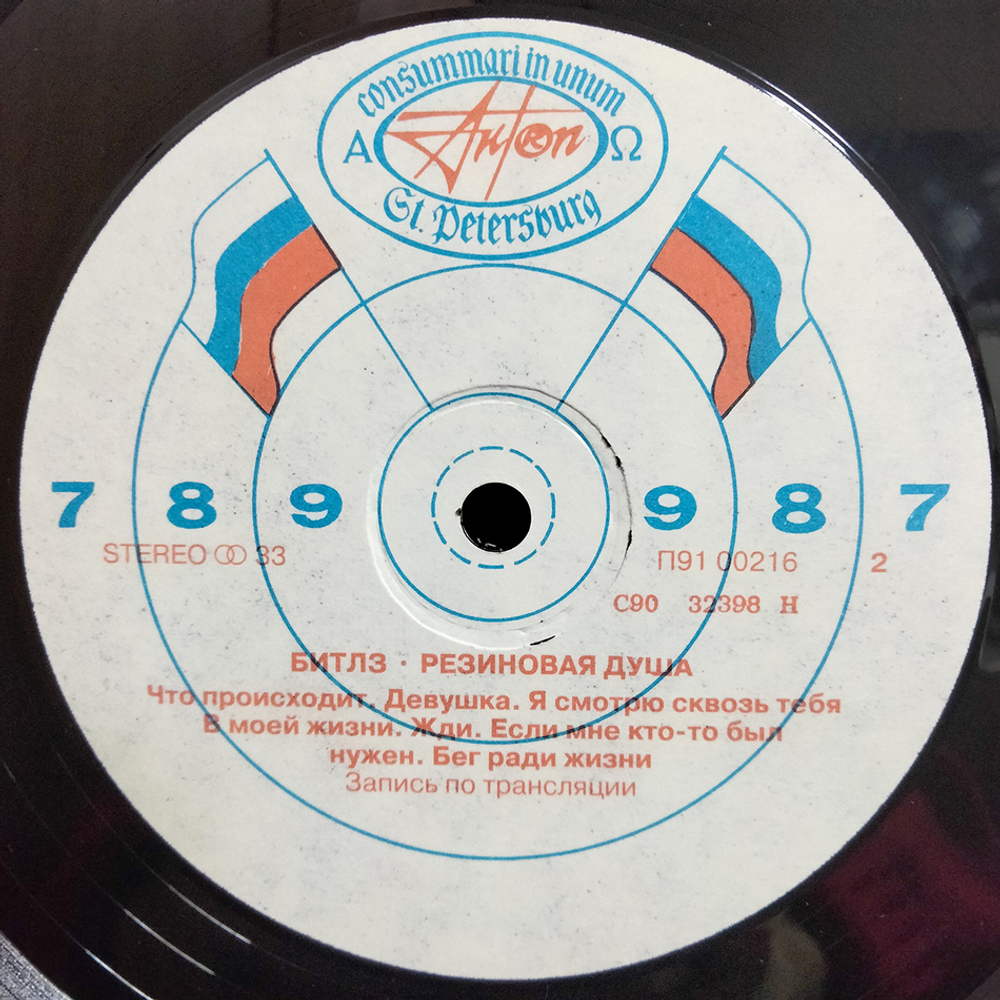 consummari in unum
Α Anton Ω
St. Petersburg
7 8 9 9 8 7
STEREO 33 П91 00216 2
С90 32398 Н
БИТЛЗ · РЕЗИНОВАЯ ДУША
Что происходит. Девушка. Я смотрю сквозь тебя
В моей жизни. Жди. Если мне кто-то был
нужен. Бег ради жизни
Запись по трансляции